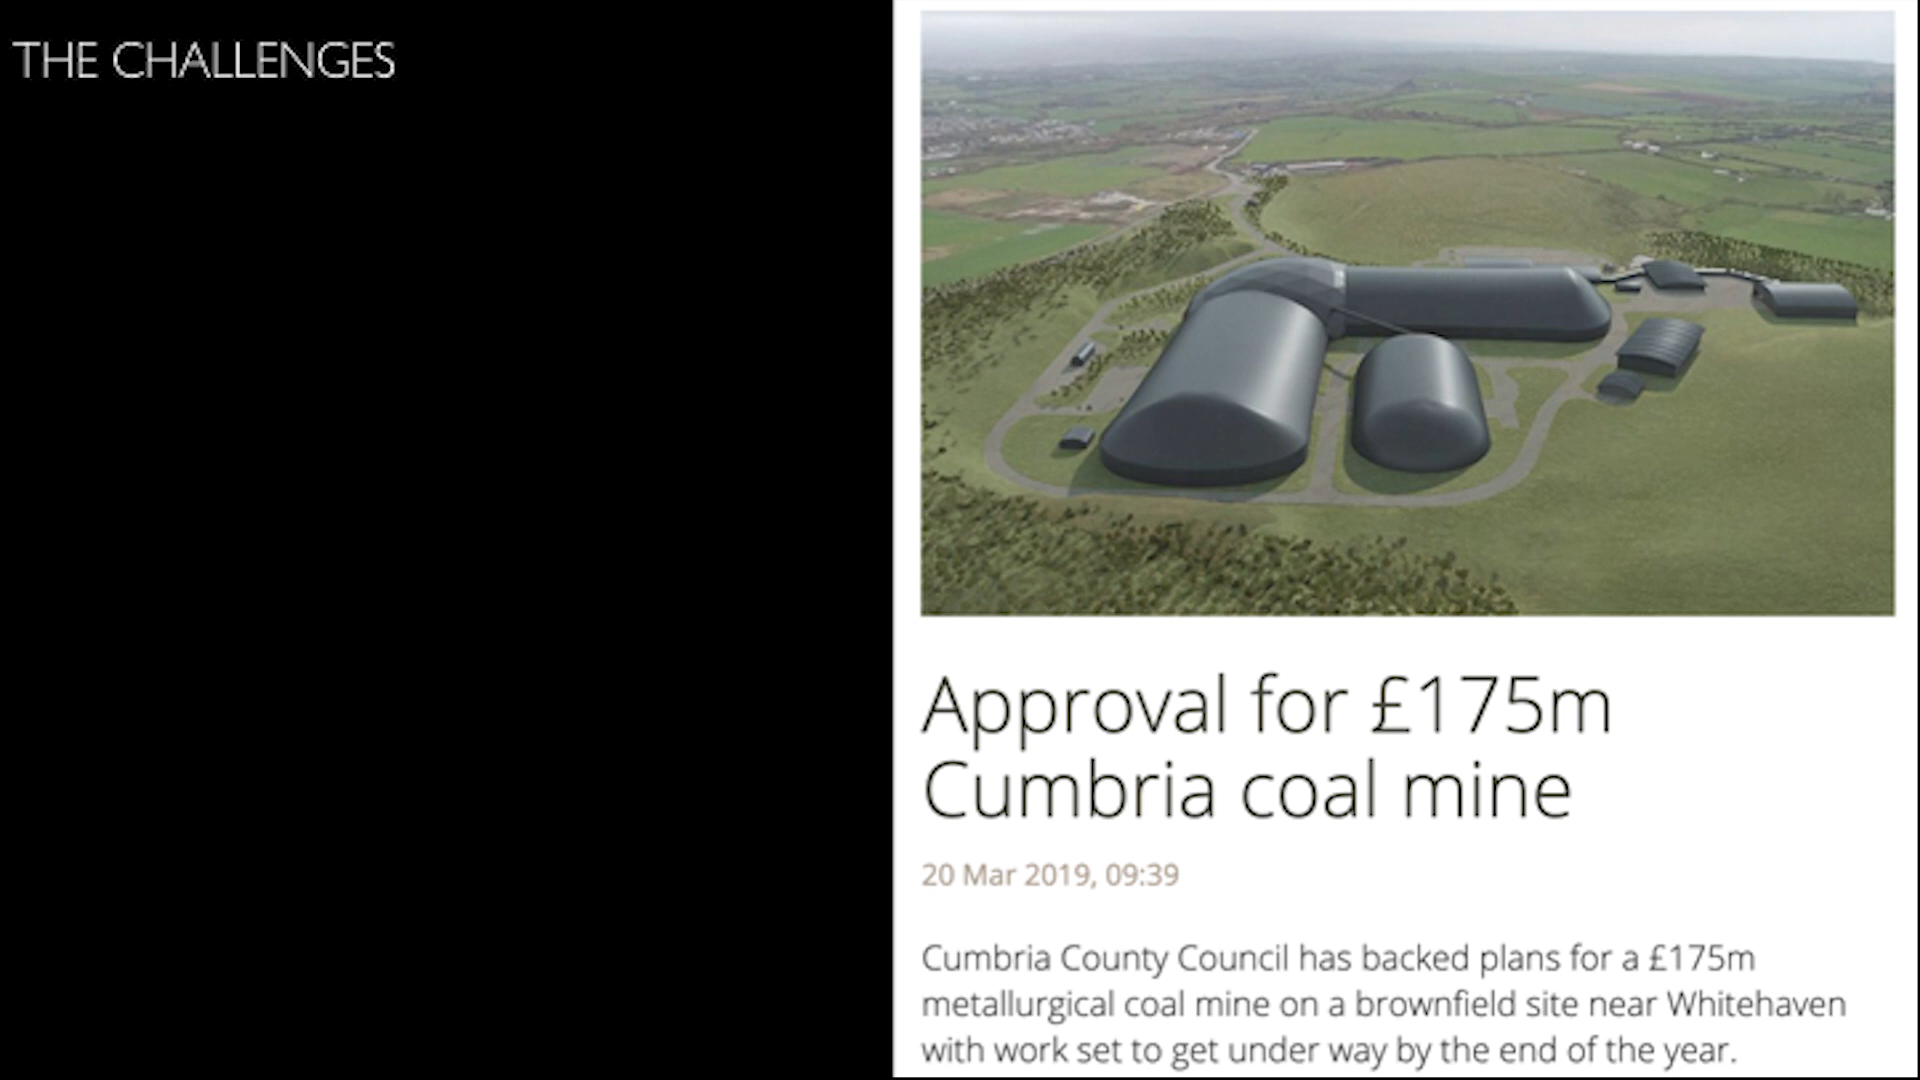 THE CHALLENGES
Approval for £175m
Cumbria coal mine
20 Mar 2019, 09:39
Cumbria County Council has backed plans for a £175m
metallurgical coal mine on a brownfield site near Whitehaven
with work set to get under way by the end of the year.